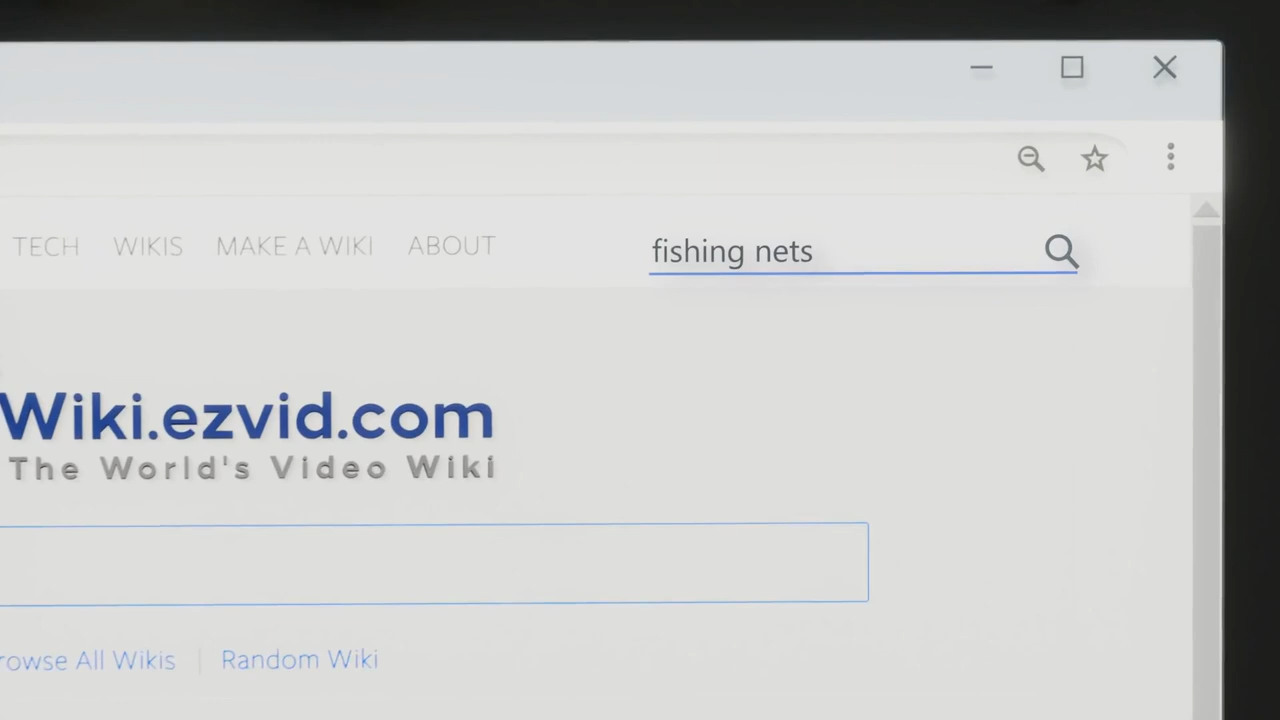 TECH WIKIS MAKE A WIKI ABOUT
fishing nets
Wiki.ezvid.com
The World's Video Wiki
rowse All Wikis | Random Wiki